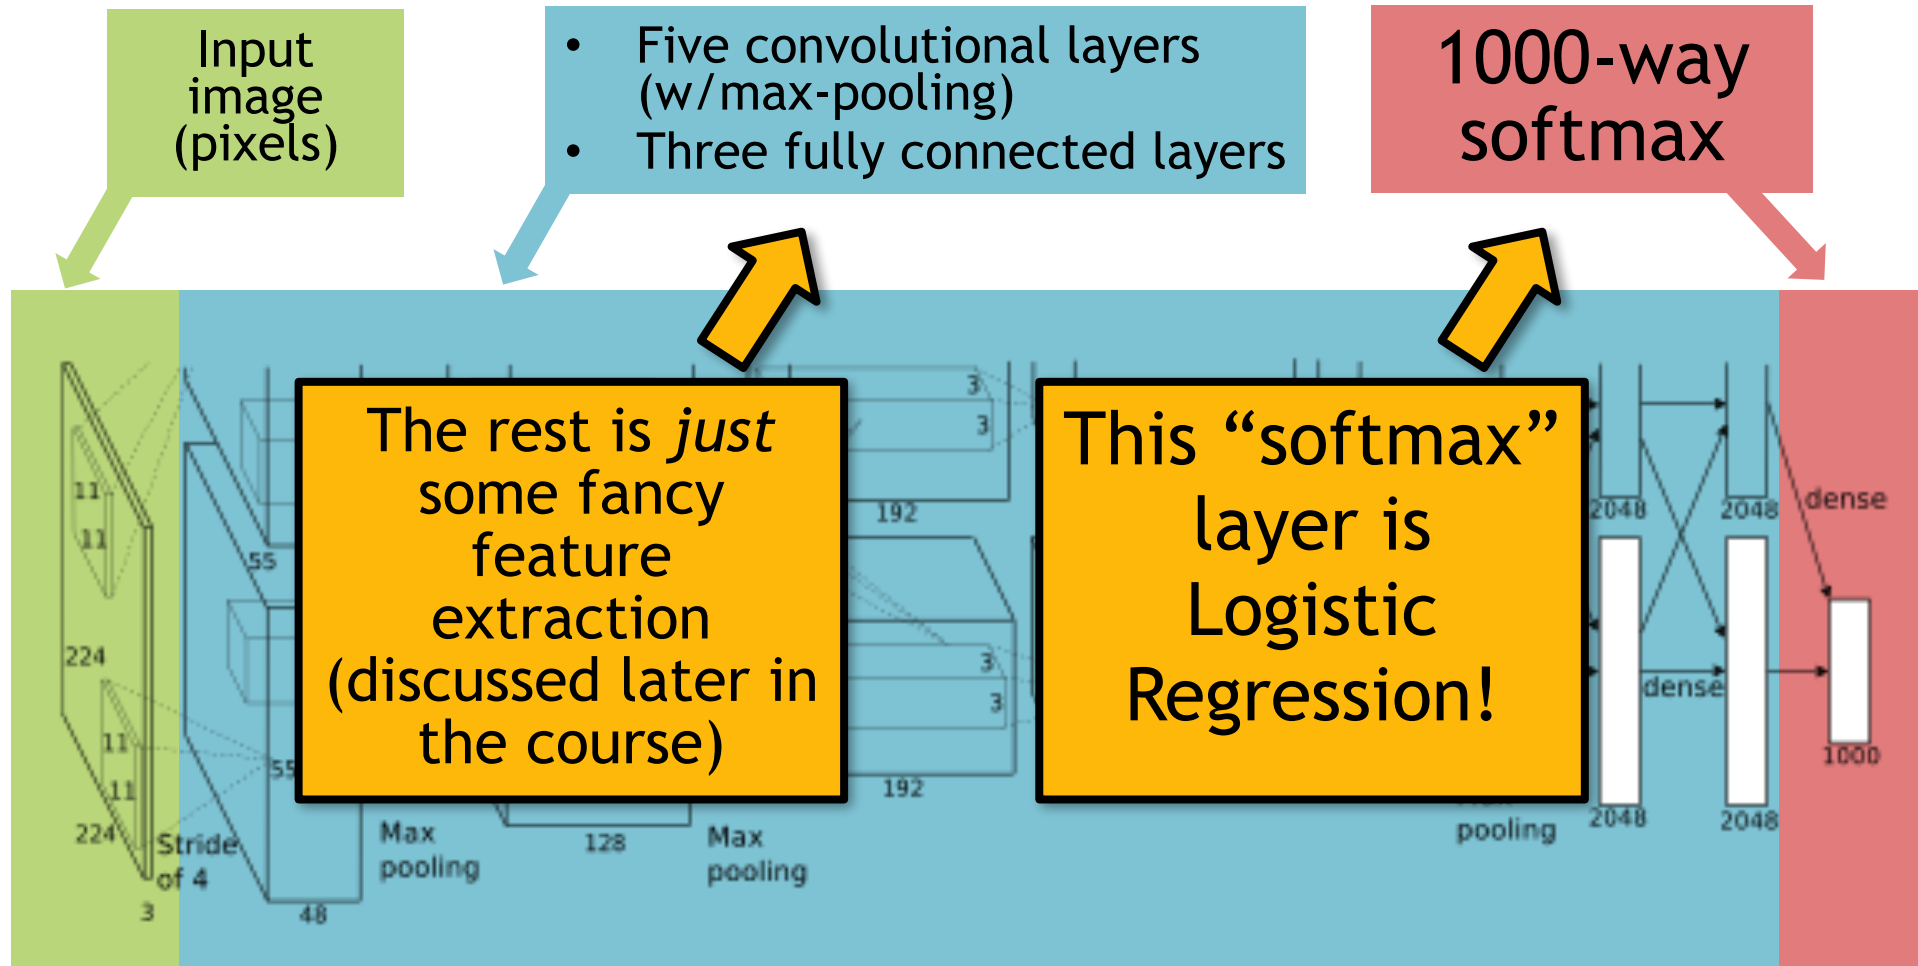 Input
image
(pixels)
• Five convolutional layers
(w/max-pooling)
• Three fully connected layers
1000-way
softmax
The rest is just
some fancy
feature
extraction
(discussed later in
the course)
This “softmax”
layer is
Logistic
Regression!
11
11
224
11
11
224
3
Stride
of 4
55
55
48
Max
pooling
128
Max
pooling
3
3
192
3
3
192
pooling
2048
2048
2048
2048
dense
dense
1000